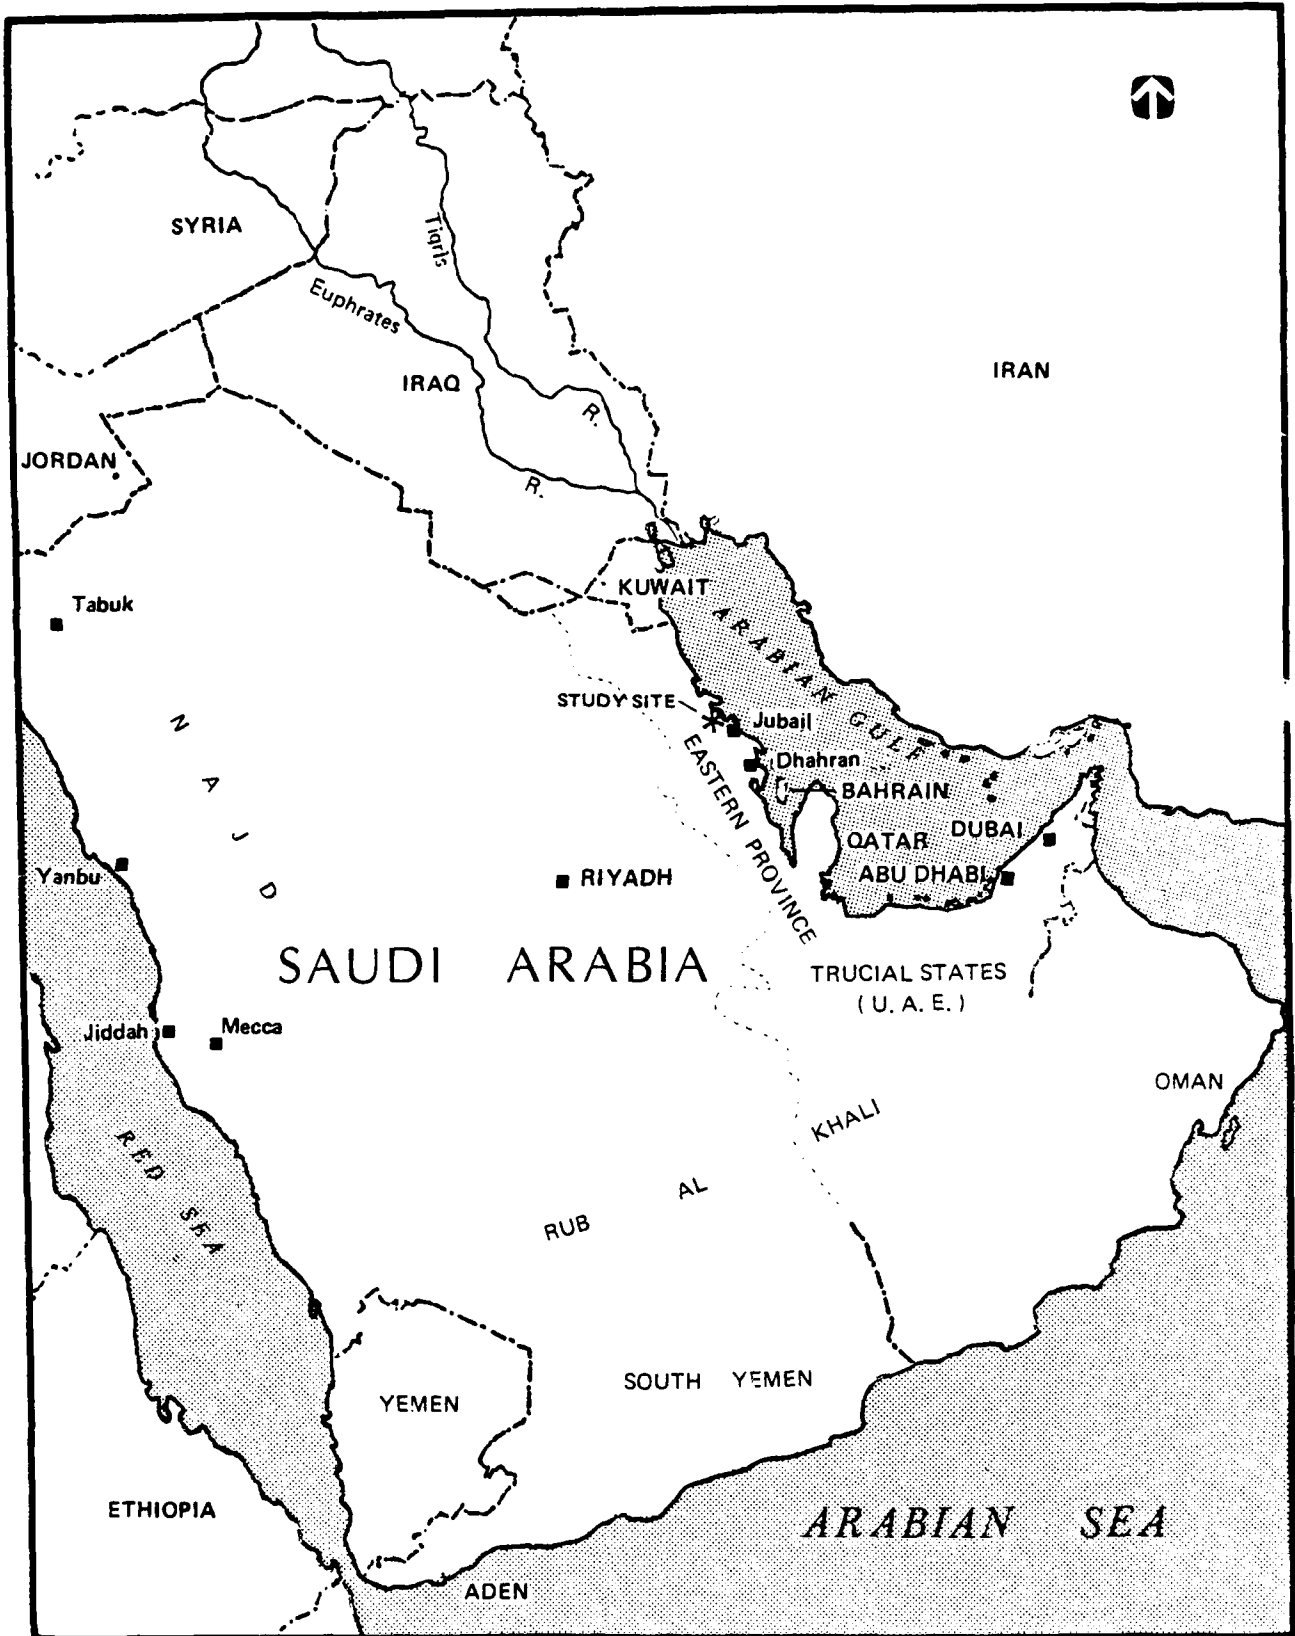 SYRIA
Tiqris
Euphrates
IRAQ
R.
R.
IRAN
JORDAN
KUWAIT
Tabuk
ARABIAN GULF
STUDY SITE
Jubail
NAJD
EASTERN PROVINCE
Dhahran
BAHRAIN
QATAR
DUBAI
ABU DHABI
Yanbu
RIYADH
SAUDI ARABIA
TRUCIAL STATES
(U. A. E.)
Jiddah
Mecca
OMAN
RED SEA
RUB AL KHALI
YEMEN
SOUTH YEMEN
ETHIOPIA
ARABIAN SEA
ADEN